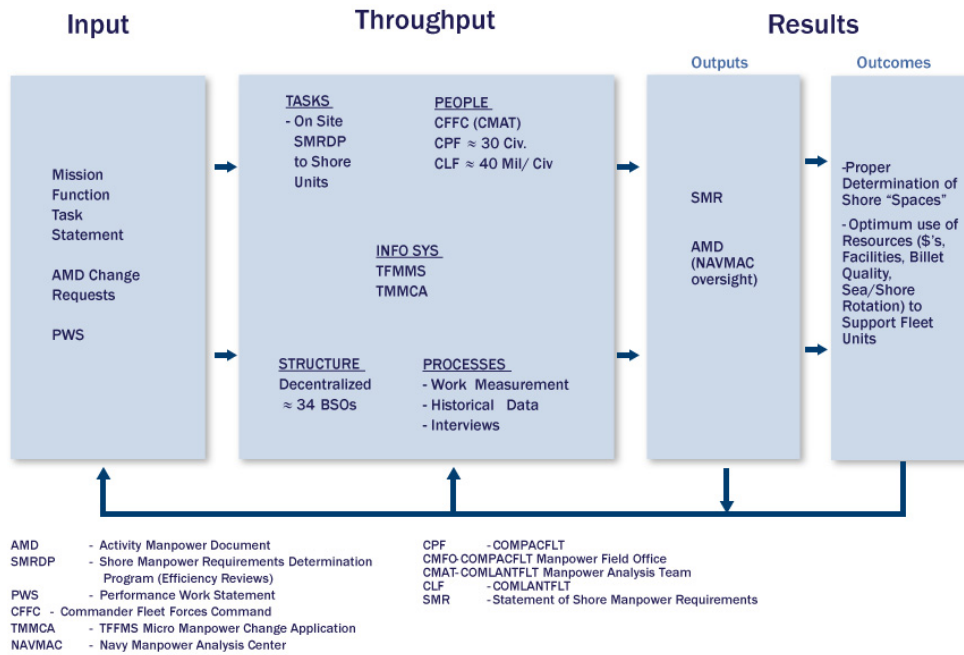 Input
Throughput
Results
Outputs
Outcomes
Mission
Function
Task
Statement
AMD Change
Requests
PWS
TASKS
- On Site
SMRDP
to Shore
Units
PEOPLE
CFFC (CMAT)
CPF ≈ 30 Civ.
CLF ≈ 40 Mil/ Civ
INFO SYS
TFMMS
TMMCA
STRUCTURE
Decentralized
≈ 34 BSOs
PROCESSES
- Work Measurement
- Historical Data
- Interviews
SMR
AMD
(NAVMAC
oversight)
-Proper
Determination of
Shore “Spaces”
- Optimum use of
Resources ($'s,
Facilities, Billet
Quality,
Sea/Shore
Rotation) to
Support Fleet
Units
AMD - Activity Manpower Document
SMRDP - Shore Manpower Requirements Determination
Program (Efficiency Reviews)
PWS - Performance Work Statement
CFFC - Commander Fleet Forces Command
TMMCA - TFFMS Micro Manpower Change Application
NAVMAC - Navy Manpower Analysis Center
CPF - COMPACFLT
CMFO-COMPACFLT Manpower Field Office
CMAT-COMLANTFLT Manpower Analysis Team
CLF - COMLANTFLT
SMR - Statement of Shore Manpower Requirements